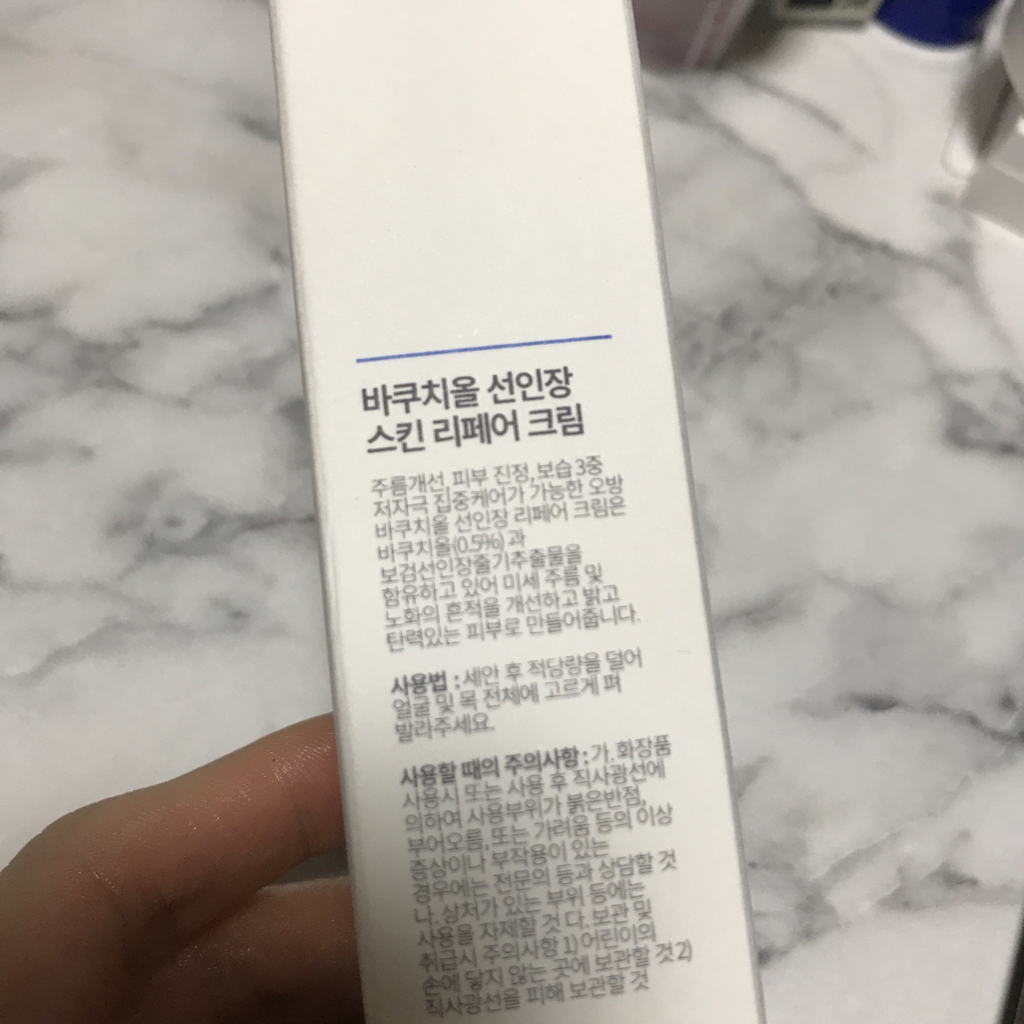 바쿠치올 선인장
스킨 리페어 크림
주름개선, 피부 진정, 보습 3중
저자극 집중케어가 가능한 오방
바쿠치올 선인장 리페어 크림은
바쿠치올(0.5%)과
보검선인장줄기추출물을
함유하고 있어 미세 주름 및
노화의 흔적을 개선하고 밝고
탄력있는 피부로 만들어줍니다.
사용법 : 세안 후 적당량을 덜어
얼굴 및 목 전체에 고르게 펴
발라주세요.
사용할 때의 주의사항 : 가. 화장품
사용시 또는 사용 후 직사광선에
의하여 사용부위가 붉은반점,
부어오름, 또는 가려움 등의 이상
증상이나 부작용이 있는
경우에는 전문의 등과 상담할 것
나. 상처가 있는 부위 등에는
사용을 자제할 것 다. 보관 및
취급시 주의사항 1) 어린이의
손에 닿지 않는 곳에 보관할 것 2)
직사광선을 피해 보관할 것